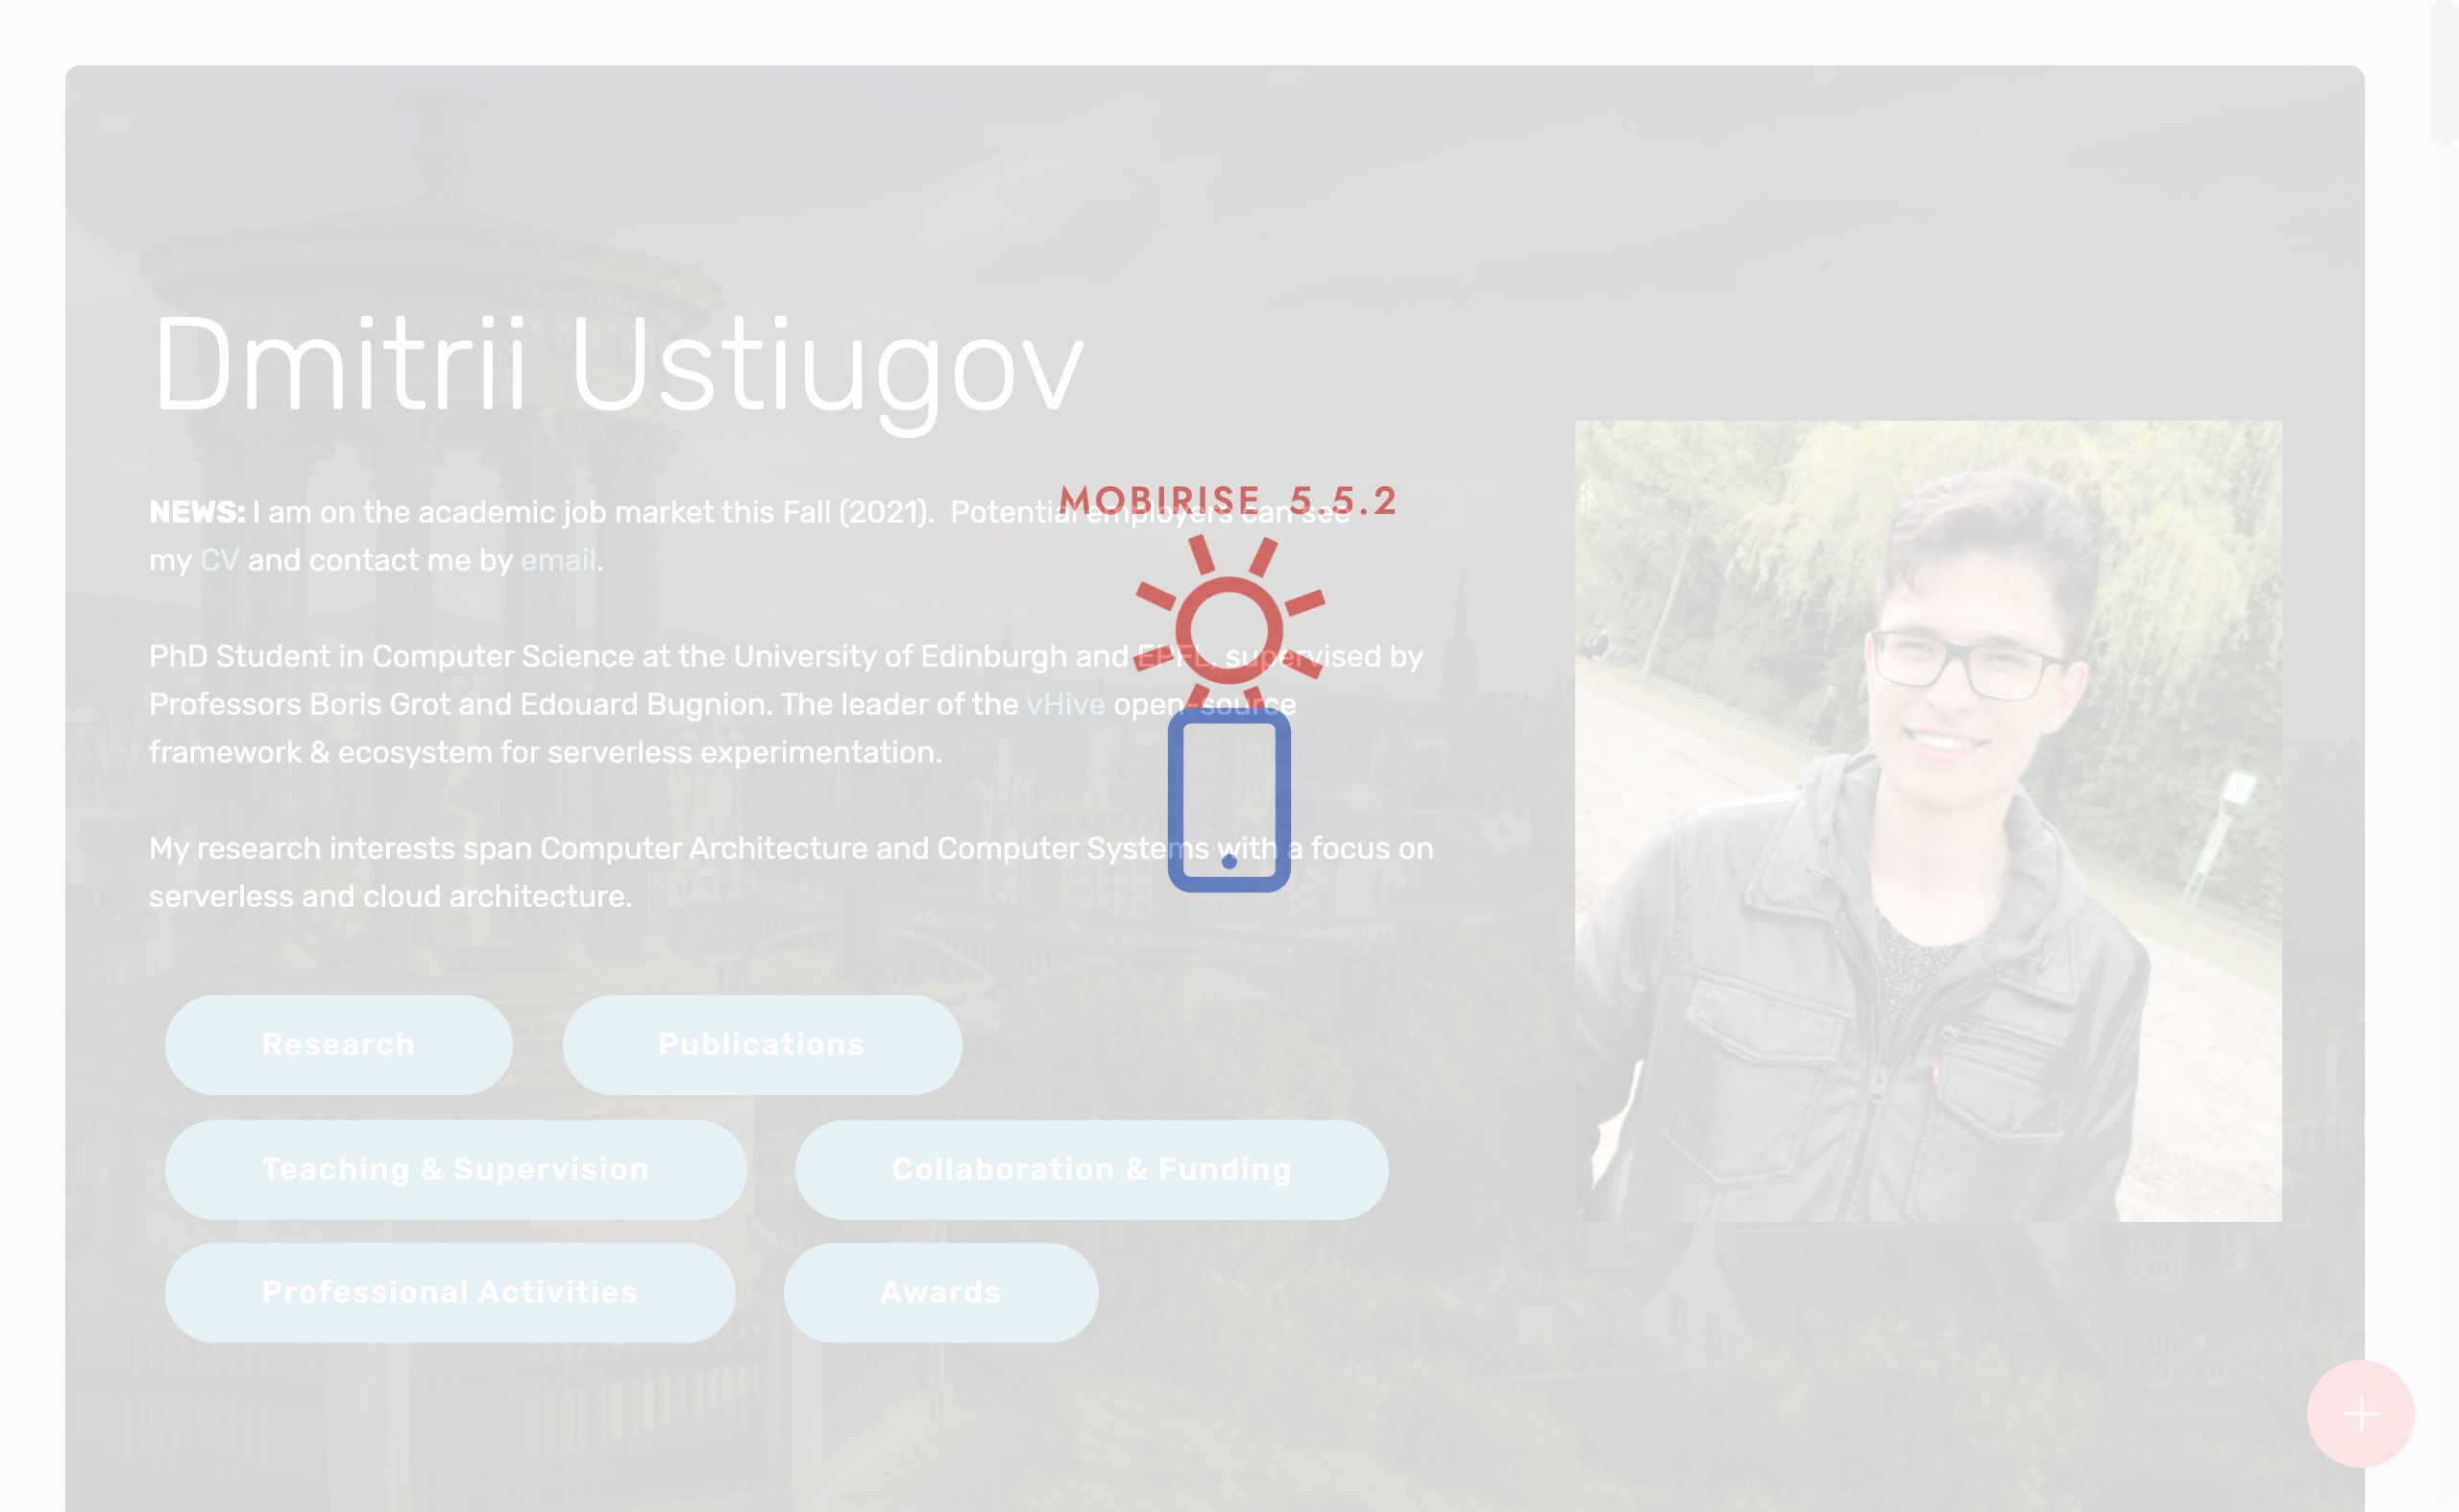 Dmitrii Ustiugov
MOBIRISE 5.5.2
NEWS: I am on the academic job market this Fall (2021). Potential employers can see
my CV and contact me by email.
PhD Student in Computer Science at the University of Edinburgh and EPFL, supervised by
Professors Boris Grot and Edouard Bugnion. The leader of the vHive open-source
framework & ecosystem for serverless experimentation.
My research interests span Computer Architecture and Computer Systems with a focus on
serverless and cloud architecture.
Research Publications
Teaching & Supervision Collaboration & Funding
Professional Activities Awards